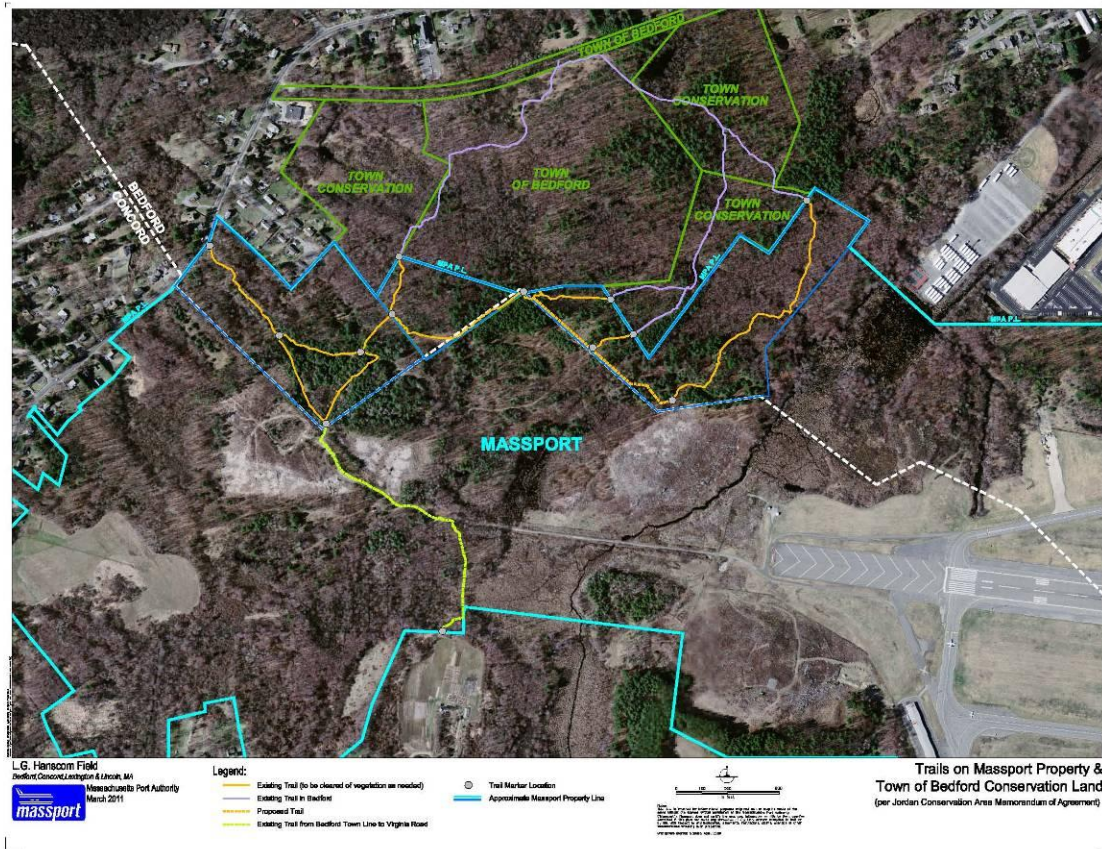 TOWN OF BEDFORD
TOWN
CONSERVATION
TOWN
CONSERVATION
TOWN
OF BEDFORD
TOWN
CONSERVATION
BEDFORD
CONCORD
MPA P.L.
MPA P.L.
MPA P.L.
MPA P.L.
MASSPORT
L.G. Hanscom Field
Bedford, Concord, Lexington & Lincoln, MA
Massachusetts Port Authority
March 2011
massport
Legend:
Existing Trail (to be cleared of vegetation as needed)
Existing Trail in Bedford
Proposed Trail
Existing Trail from Bedford Town Line to Virginia Road
Trail Marker Location
Approximate Massport Property Line
Trails on Massport Property &
Town of Bedford Conservation Land
(per Jordan Conservation Area Memorandum of Agreement)